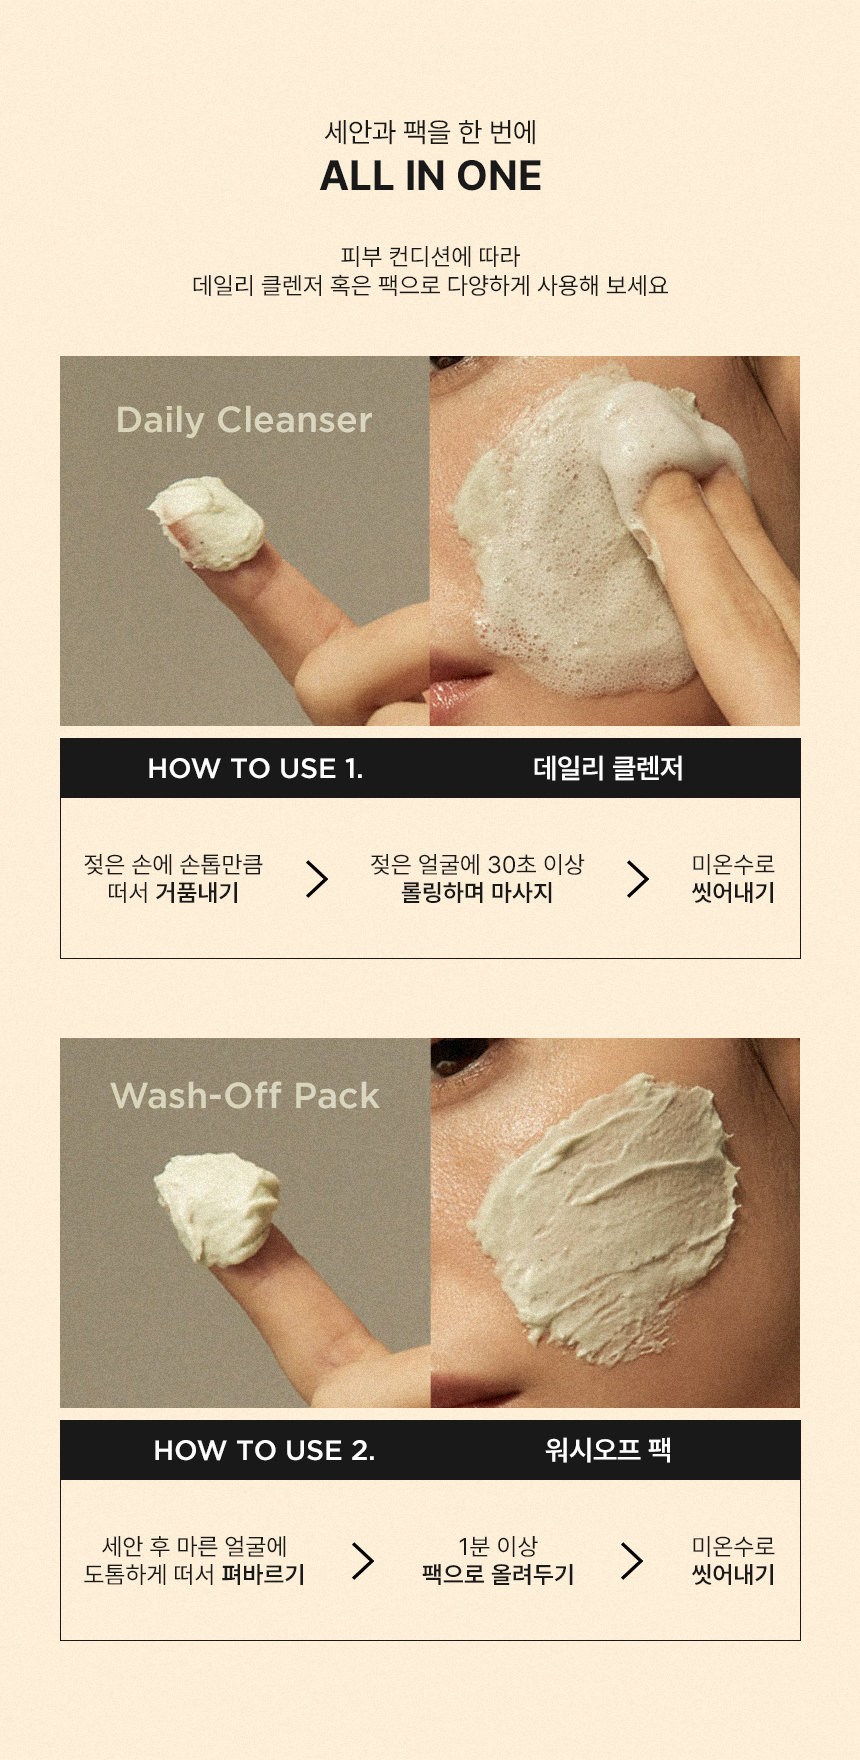 세안과 팩을 한 번에
ALL IN ONE
피부 컨디션에 따라
데일리 클렌저 혹은 팩으로 다양하게 사용해 보세요
Daily Cleanser
HOW TO USE 1.
데일리 클렌저
젖은 손에 손톱만큼
떠서 거품내기
젖은 얼굴에 30초 이상
롤링하며 마사지
미온수로
씻어내기
Wash-Off Pack
HOW TO USE 2.
워시오프 팩
세안 후 마른 얼굴에
도톰하게 떠서 펴바르기
1분 이상
팩으로 올려두기
미온수로
씻어내기